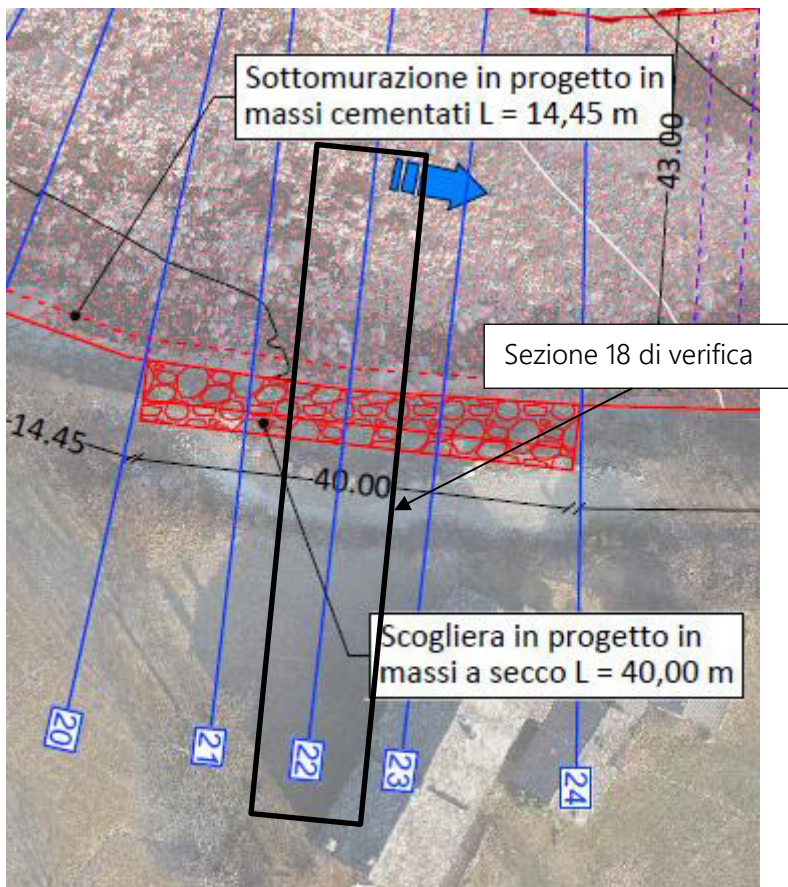 Sottomurazione in progetto in
massi cementati L = 14,45 m
43.00
Sezione 18 di verifica
14.45
40.00
Scogliera in progetto in
massi a secco L = 40,00 m
20
21
22
23
24